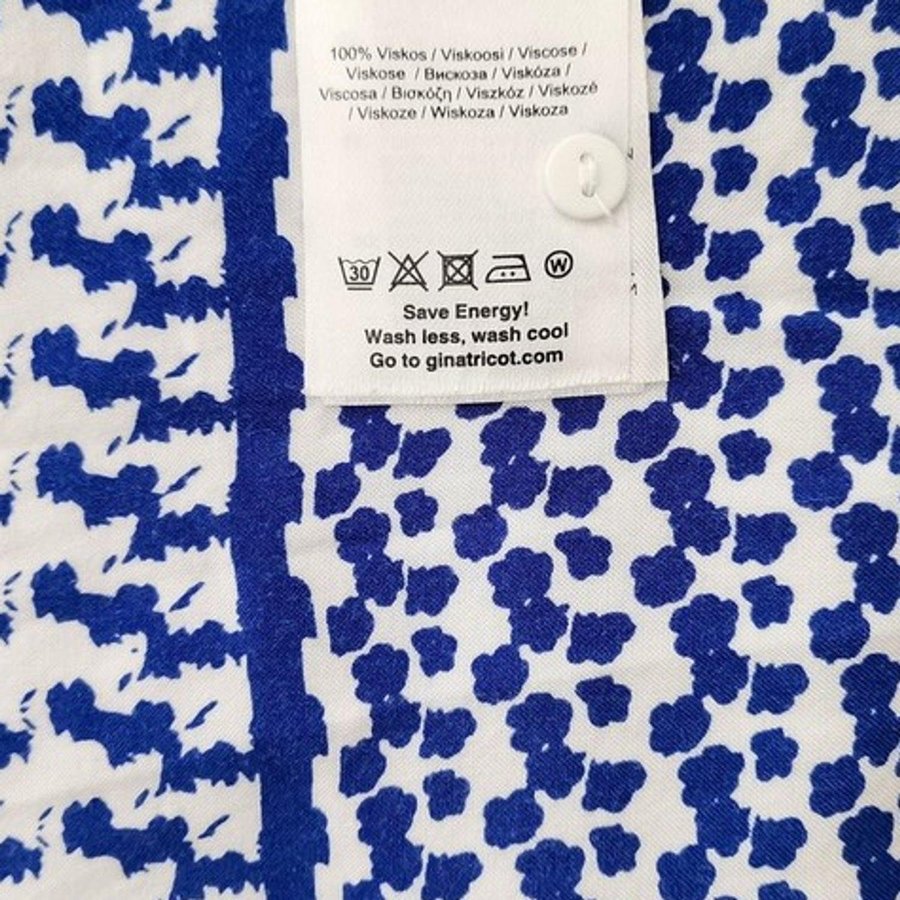 100% Viskos / Viskoosi / Viscose /
Viskose / Вискоза / Viskóza /
Viscosa / Βισκόζη / Viszkóz / Viskozė
/ Viskoze / Wiskoza / Viskoza
30
W
Save Energy!
Wash less, wash cool
Go to ginatricot.com